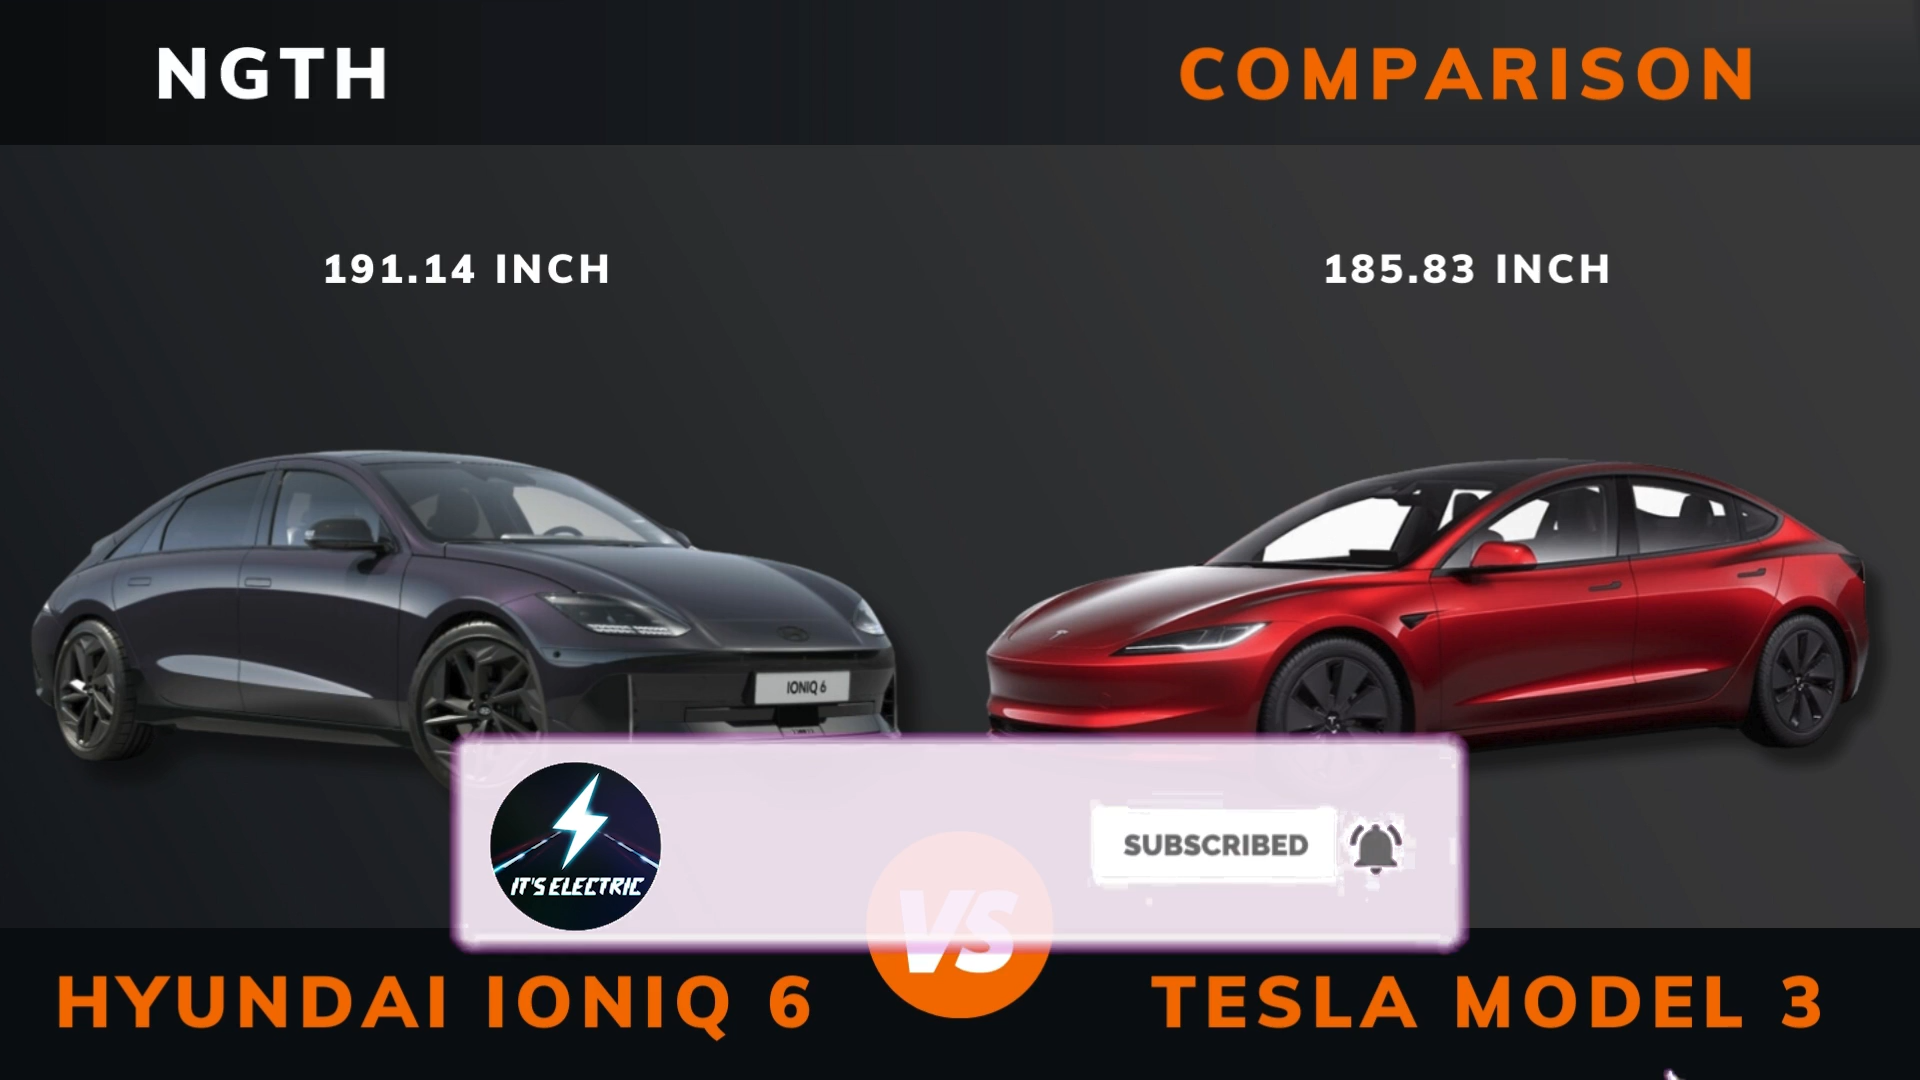 NGTH COMPARISON
191.14 INCH
185.83 INCH
IONIQ 6
IT'S ELECTRIC
SUBSCRIBED
VS
HYUNDAI IONIQ 6
TESLA MODEL 3